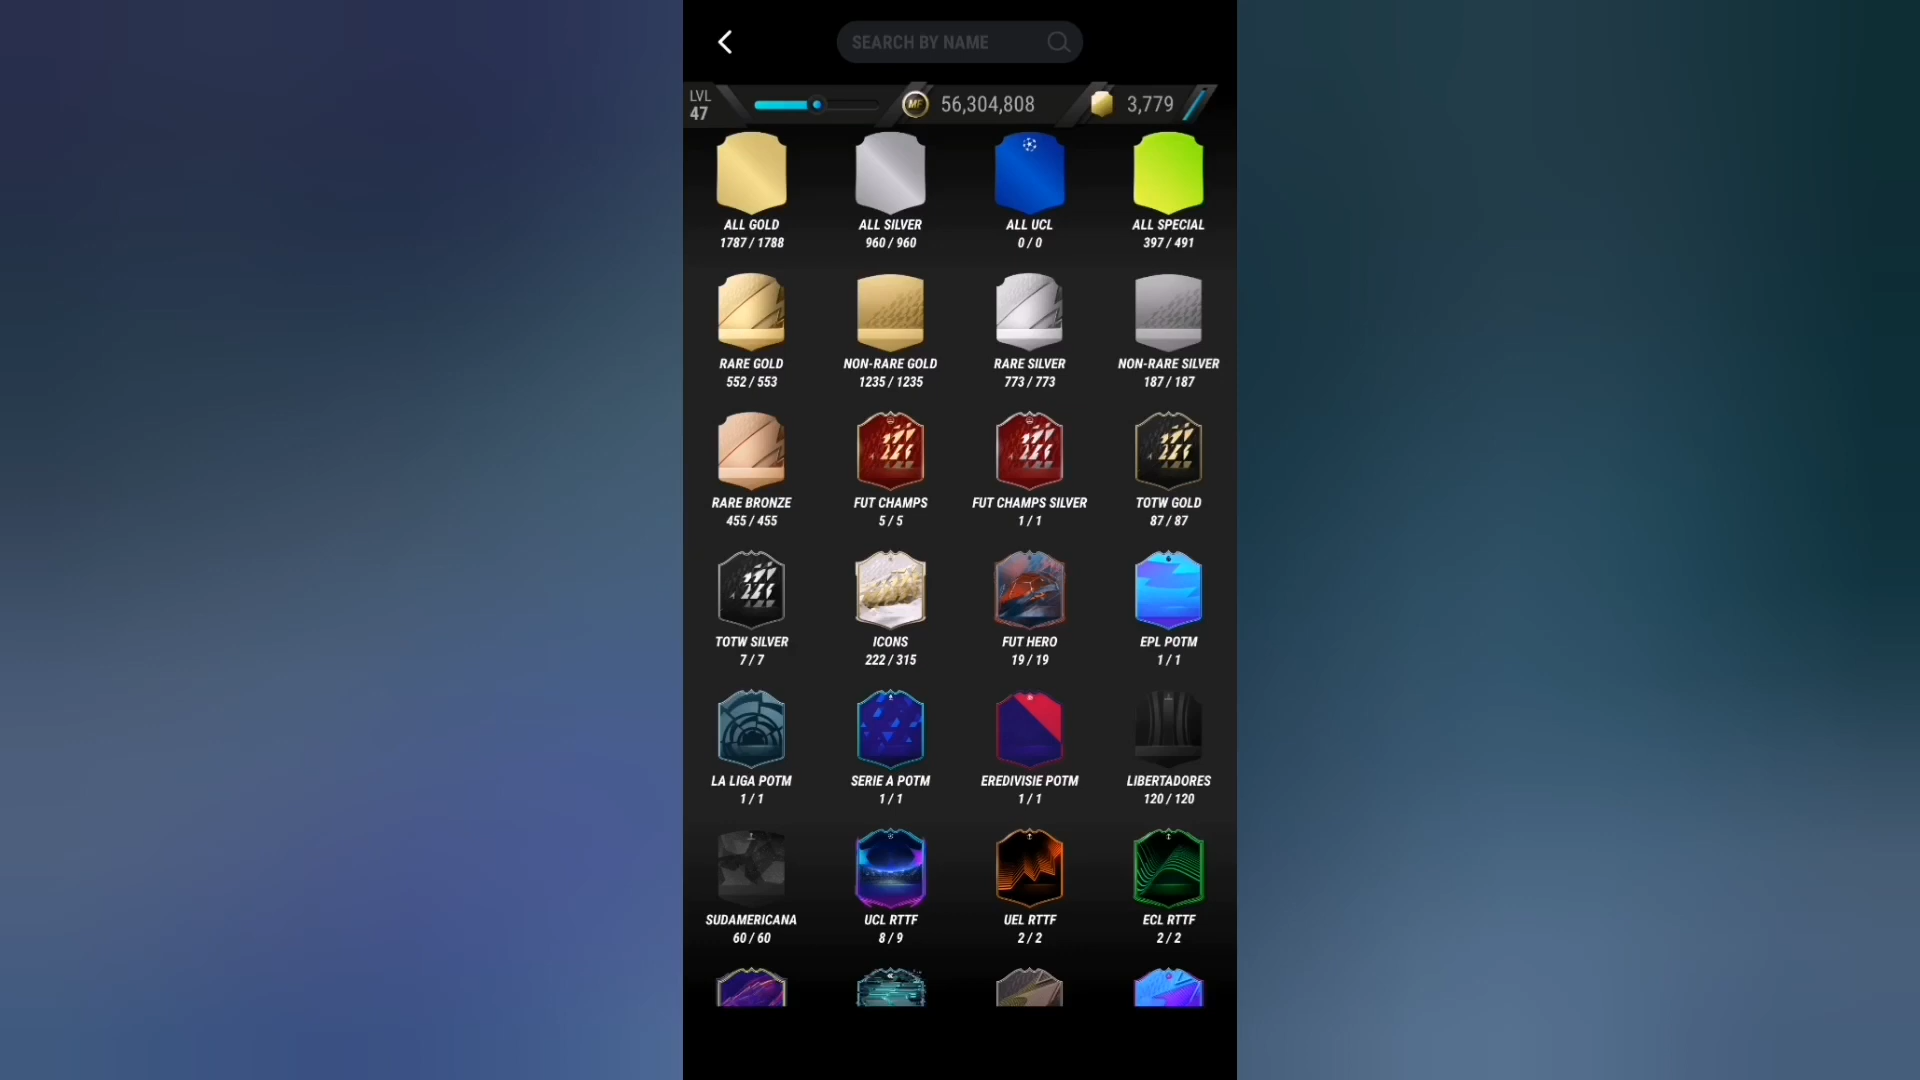 SEARCH BY NAME
LVL
47
MF 56,304,808
3,779
ALL GOLD
1787 / 1788
ALL SILVER
960 / 960
ALL UCL
0 / 0
ALL SPECIAL
397 / 491
RARE GOLD
552 / 553
NON-RARE GOLD
1235 / 1235
RARE SILVER
773 / 773
NON-RARE SILVER
187 / 187
RARE BRONZE
455 / 455
FUT CHAMPS
5 / 5
FUT CHAMPS SILVER
1 / 1
TOTW GOLD
87 / 87
TOTW SILVER
7 / 7
ICONS
222 / 315
FUT HERO
19 / 19
EPL POTM
1 / 1
LA LIGA POTM
1 / 1
SERIE A POTM
1 / 1
EREDIVISIE POTM
1 / 1
LIBERTADORES
120 / 120
SUDAMERICANA
60 / 60
UCL RTTF
8 / 9
UEL RTTF
2 / 2
ECL RTTF
2 / 2